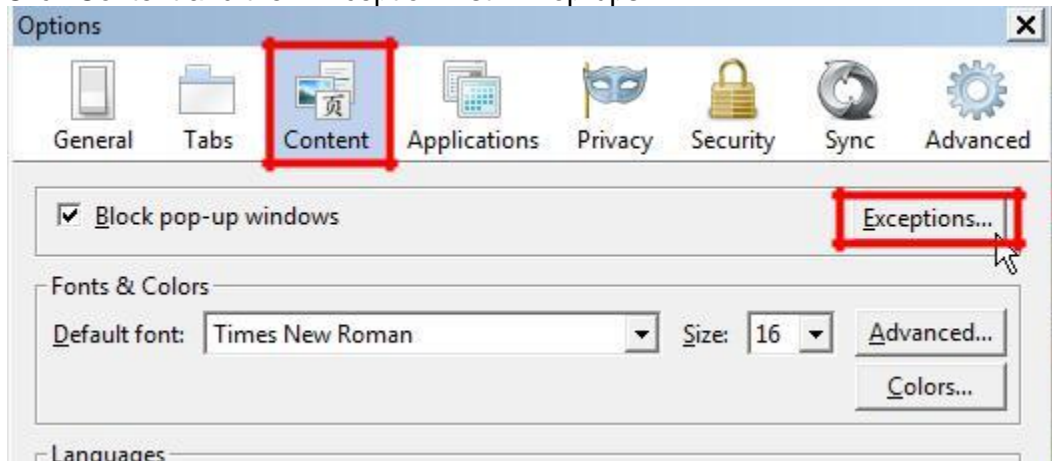 Options
页
General Tabs Content Applications Privacy Security Sync Advanced
Block pop-up windows Exceptions...
Fonts & Colors
Default font: Times New Roman Size: 16 Advanced...
Colors...
Languages